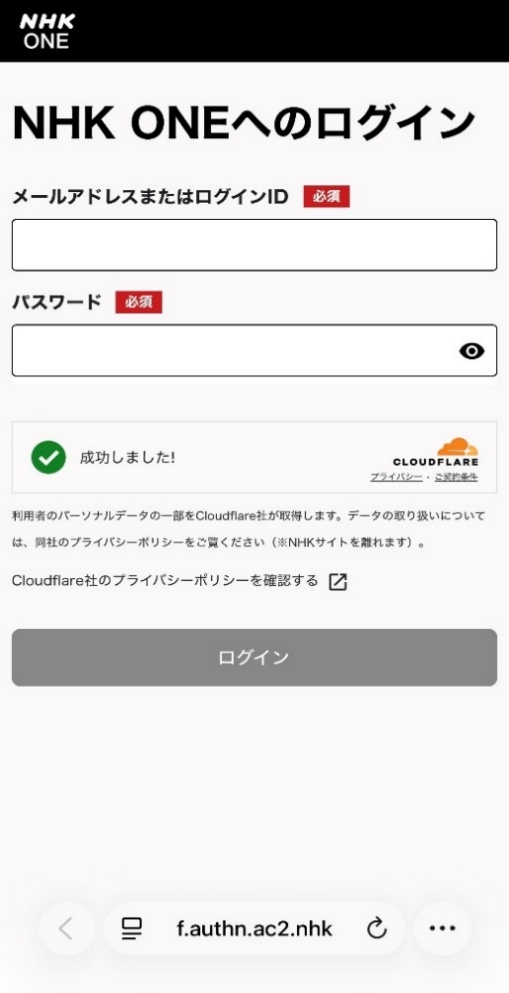 NHK
ONE
NHK ONEへのログイン
メールアドレスまたはログインID 必須
パスワード 必須
成功しました!
CLOUDFLARE
プライバシー・ご契約条件
利用者のパーソナルデータの一部をCloudflare社が取得します。データの取り扱いについて
は、同社のプライバシーポリシーをご覧ください（※NHKサイトを離れます）。
Cloudflare社のプライバシーポリシーを確認する
ログイン
f.authn.ac2.nhk